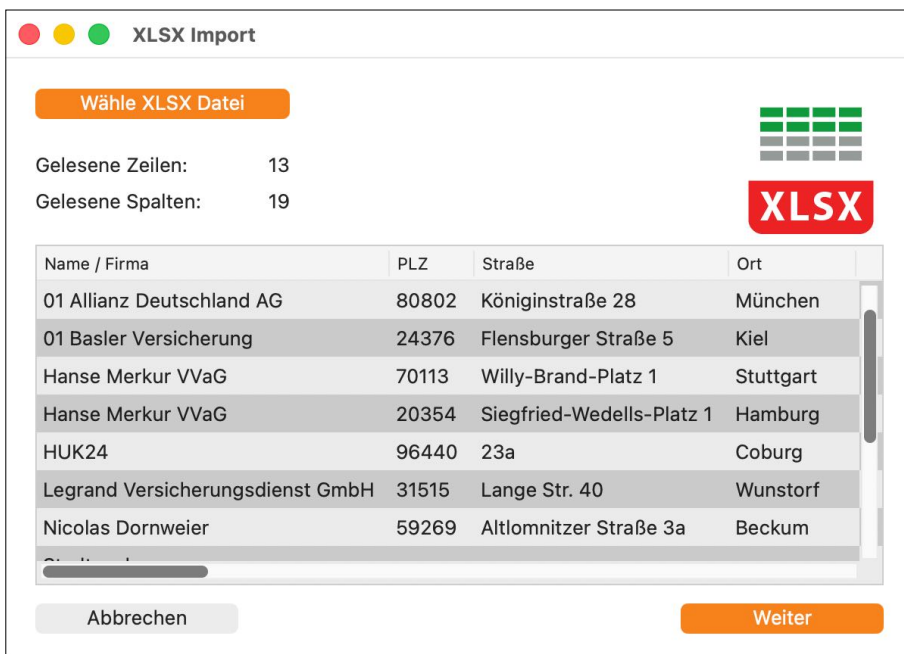 XLSX Import
Wähle XLSX Datei
Gelesene Zeilen: 13
Gelesene Spalten: 19
XLSX
Name / Firma PLZ Straße Ort
01 Allianz Deutschland AG 80802 Königinstraße 28 München
01 Basler Versicherung 24376 Flensburger Straße 5 Kiel
Hanse Merkur VVaG 70113 Willy-Brand-Platz 1 Stuttgart
Hanse Merkur VVaG 20354 Siegfried-Wedells-Platz 1 Hamburg
HUK24 96440 23a Coburg
Legrand Versicherungsdienst GmbH 31515 Lange Str. 40 Wunstorf
Nicolas Dornweier 59269 Altlomnitzer Straße 3a Beckum
Abbrechen Weiter